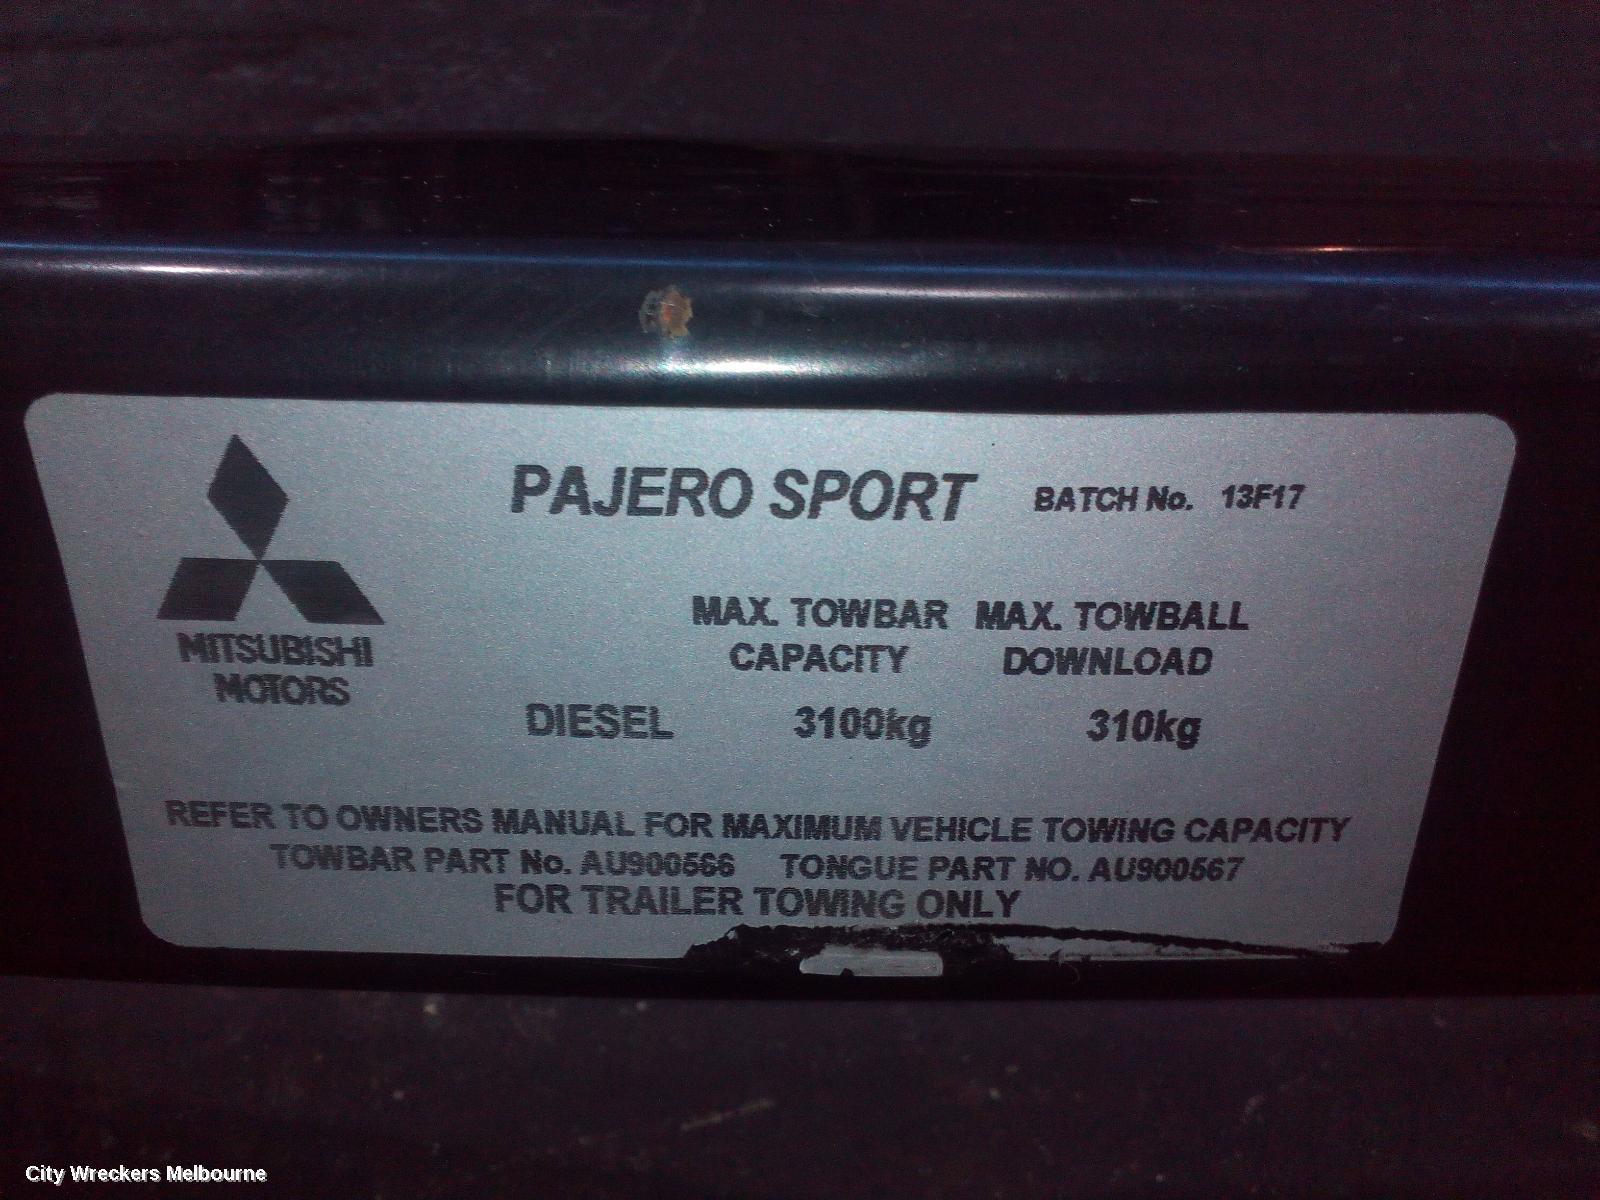 PAJERO SPORT BATCH No. 13F17
MAX. TOWBAR MAX. TOWBALL
CAPACITY DOWNLOAD
MITSUBISHI
MOTORS
DIESEL 3100kg 310kg
REFER TO OWNERS MANUAL FOR MAXIMUM VEHICLE TOWING CAPACITY
TOWBAR PART No. AU900566 TONGUE PART NO. AU900567
FOR TRAILER TOWING ONLY
City Wreckers Melbourne